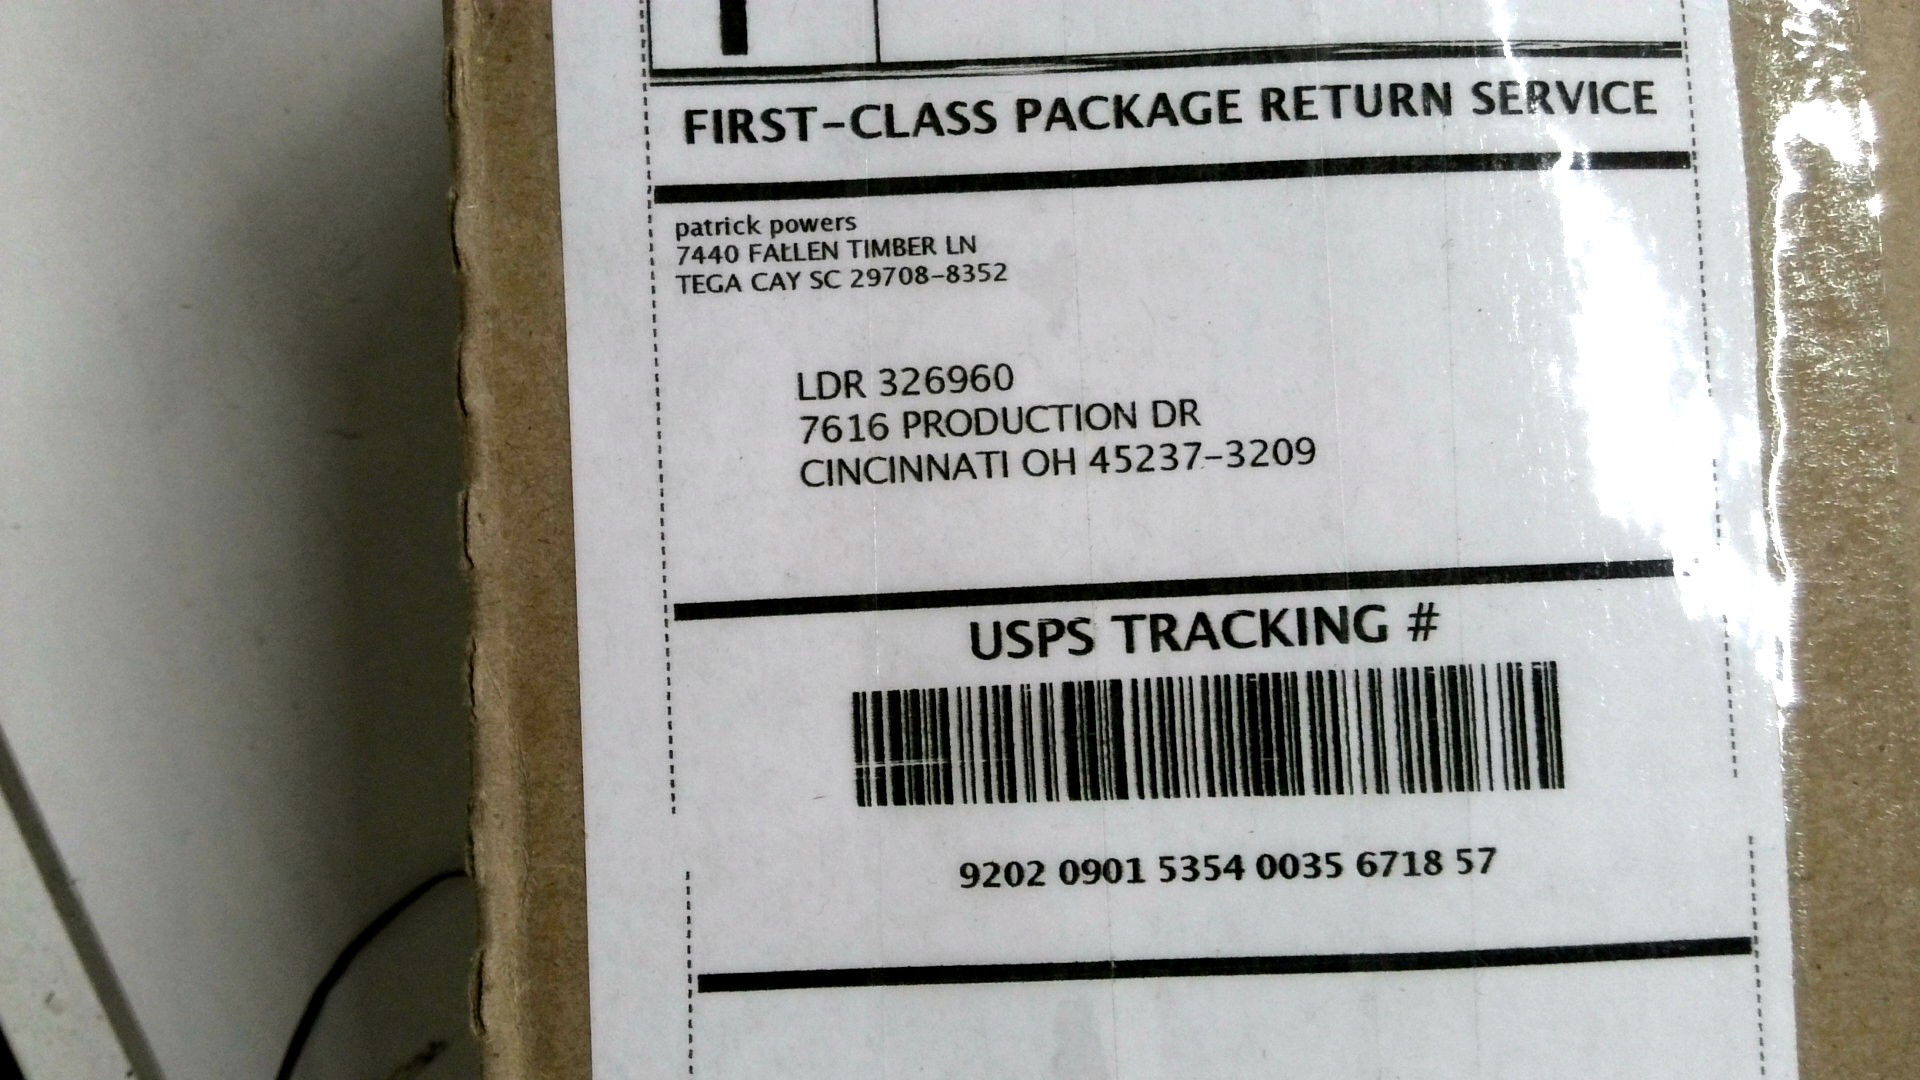 FIRST-CLASS PACKAGE RETURN SERVICE
patrick powers
7440 FALLEN TIMBER LN
TEGA CAY SC 29708-8352
LDR 326960
7616 PRODUCTION DR
CINCINNATI OH 45237-3209
USPS TRACKING #
9202 0901 5354 0035 6718 57